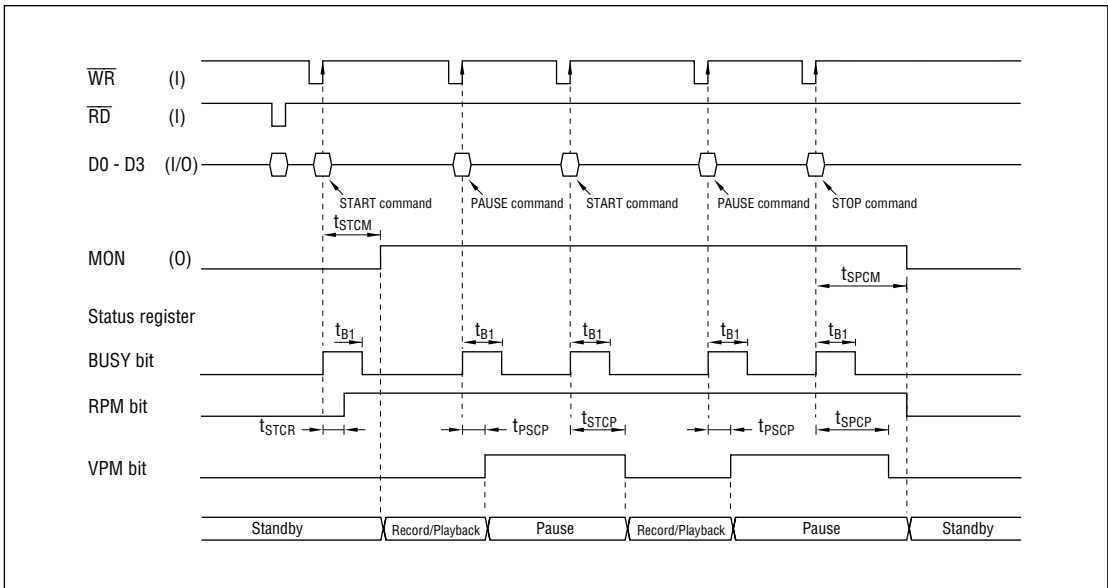 WR (I)
RD (I)
D0 - D3 (I/O)
START command PAUSE command START command PAUSE command STOP command
tSTCM
MON (O)
tSPCM
Status register
tB1 tB1 tB1 tB1 tB1
BUSY bit
RPM bit
tSTCR tPSCP tSTCP tPSCP tSPCP
VPM bit
Standby Record/Playback Pause Record/Playback Pause Standby